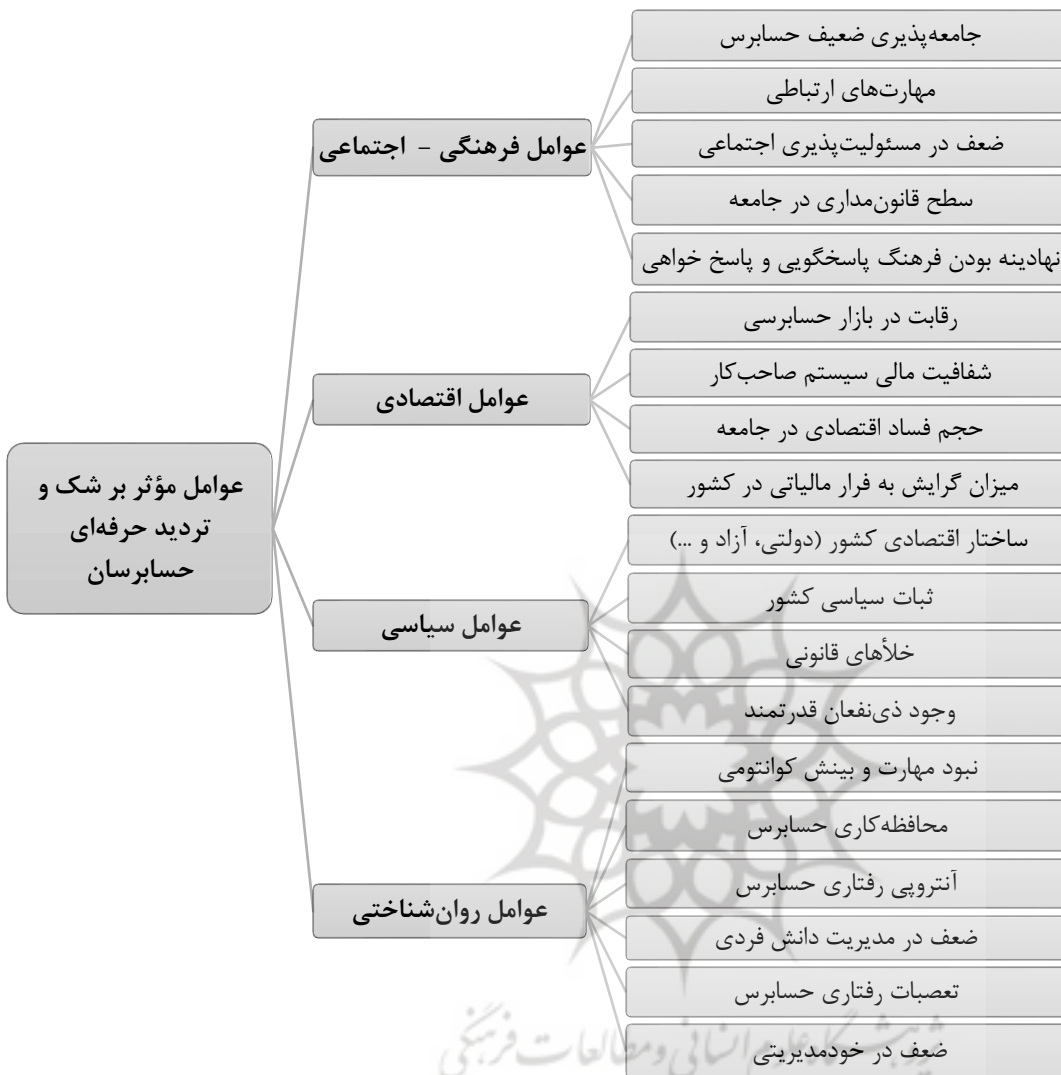 عوامل مؤثر بر شک و
تردید حرفه‌ای
حسابرسان
عوامل فرهنگی - اجتماعی
جامعه‌پذیری ضعیف حسابرس
مهارت‌های ارتباطی
ضعف در مسئولیت‌پذیری اجتماعی
سطح قانون‌مداری در جامعه
نهادینه بودن فرهنگ پاسخگویی و پاسخ خواهی
عوامل اقتصادی
رقابت در بازار حسابرسی
شفافیت مالی سیستم صاحب‌کار
حجم فساد اقتصادی در جامعه
میزان گرایش به فرار مالیاتی در کشور
عوامل سیاسی
ساختار اقتصادی کشور (دولتی، آزاد و ...)
ثبات سیاسی کشور
خلأهای قانونی
وجود ذی‌نفعان قدرتمند
عوامل روان‌شناختی
نبود مهارت و بینش کوانتومی
محافظه‌کاری حسابرس
آنتروپی رفتاری حسابرس
ضعف در مدیریت دانش فردی
تعصبات رفتاری حسابرس
ضعف در خودمدیریتی
پژوهشگاه علوم انسانی و مطالعات فرهنگی